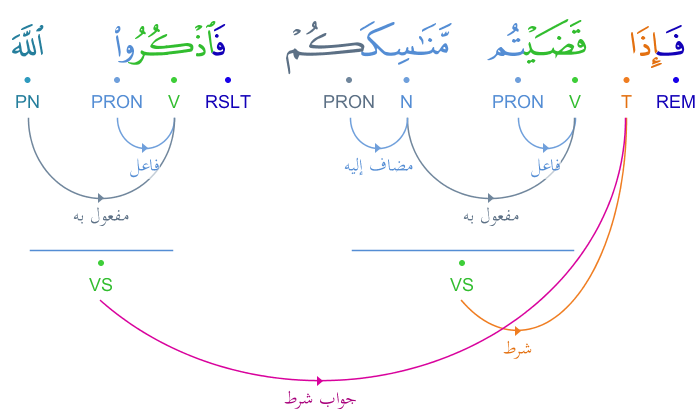 فَإِذَا قَضَيْتُم مَّنَاسِكَكُمْ فَٱذْكُرُوا۟ ٱللَّهَ
REM T V PRON N PRON RSLT V PRON PN
فاعل مضاف إليه فاعل
مفعول به مفعول به
VS VS
شرط
جواب شرط